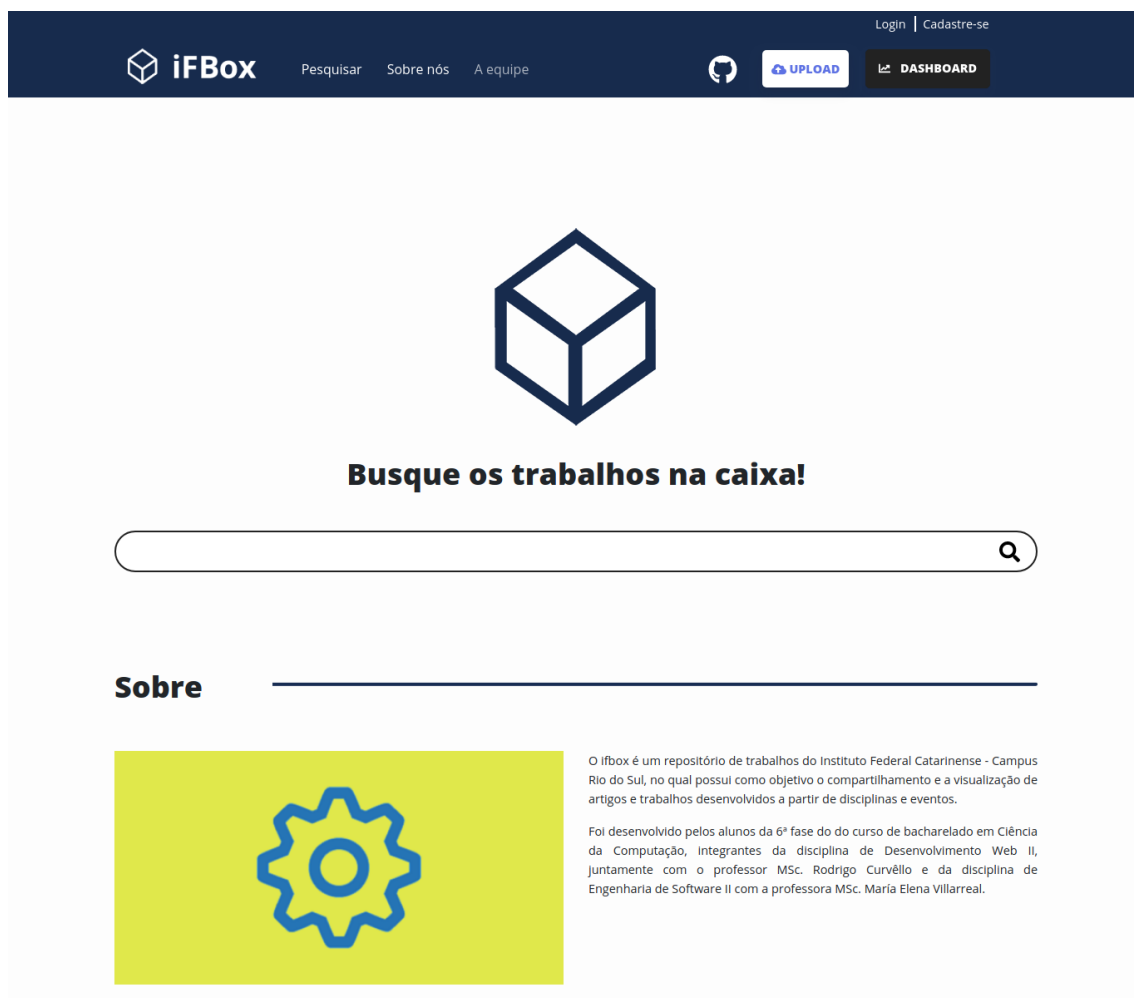 Login Cadastre-se
iFBox Pesquisar Sobre nós A equipe UPLOAD DASHBOARD
Busque os trabalhos na caixa!
Sobre
O ifbox é um repositório de trabalhos do Instituto Federal Catarinense - Campus
Rio do Sul, no qual possui como objetivo o compartilhamento e a visualização de
artigos e trabalhos desenvolvidos a partir de disciplinas e eventos.
Foi desenvolvido pelos alunos da 6ª fase do do curso de bacharelado em Ciência
da Computação, integrantes da disciplina de Desenvolvimento Web II,
juntamente com o professor MSc. Rodrigo Curvêllo e da disciplina de
Engenharia de Software II com a professora MSc. María Elena Villarreal.